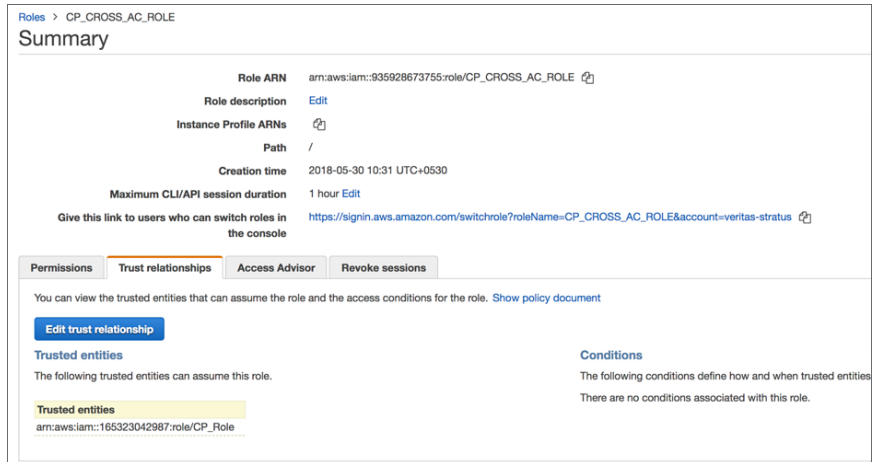 Roles > CP_CROSS_AC_ROLE
Summary
Role ARN arn:aws:iam::935928673755:role/CP_CROSS_AC_ROLE
Role description Edit
Instance Profile ARNs
Path /
Creation time 2018-05-30 10:31 UTC+0530
Maximum CLI/API session duration 1 hour Edit
Give this link to users who can switch roles in https://signin.aws.amazon.com/switchrole?roleName=CP_CROSS_AC_ROLE&account=veritas-stratus
the console
Permissions Trust relationships Access Advisor Revoke sessions
You can view the trusted entities that can assume the role and the access conditions for the role. Show policy document
Edit trust relationship
Trusted entities
The following trusted entities can assume this role.
Trusted entities
arn:aws:iam::165323042987:role/CP_Role
Conditions
The following conditions define how and when trusted entities
There are no conditions associated with this role.